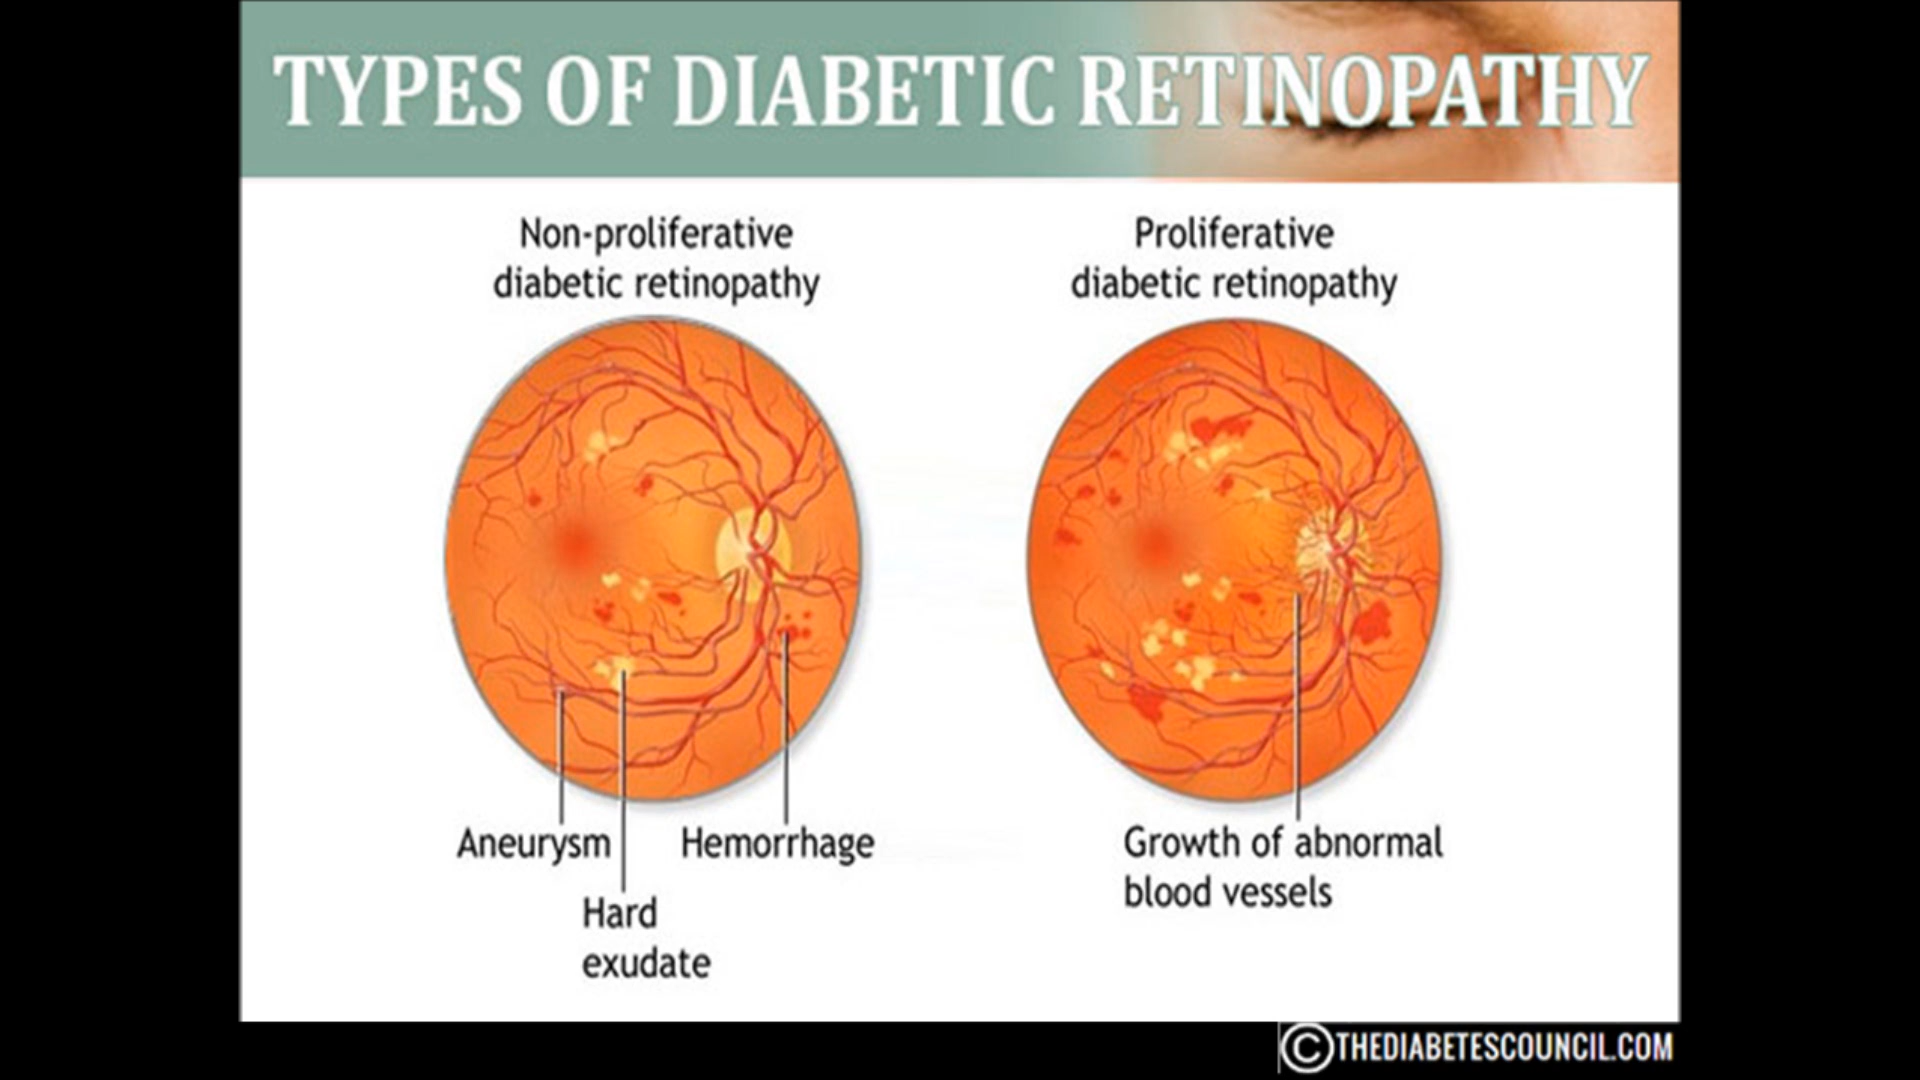 TYPES OF DIABETIC RETINOPATHY
Non-proliferative
diabetic retinopathy
Proliferative
diabetic retinopathy
Aneurysm
Hemorrhage
Hard
exudate
Growth of abnormal
blood vessels
©THEDIABETESCOUNCIL.COM